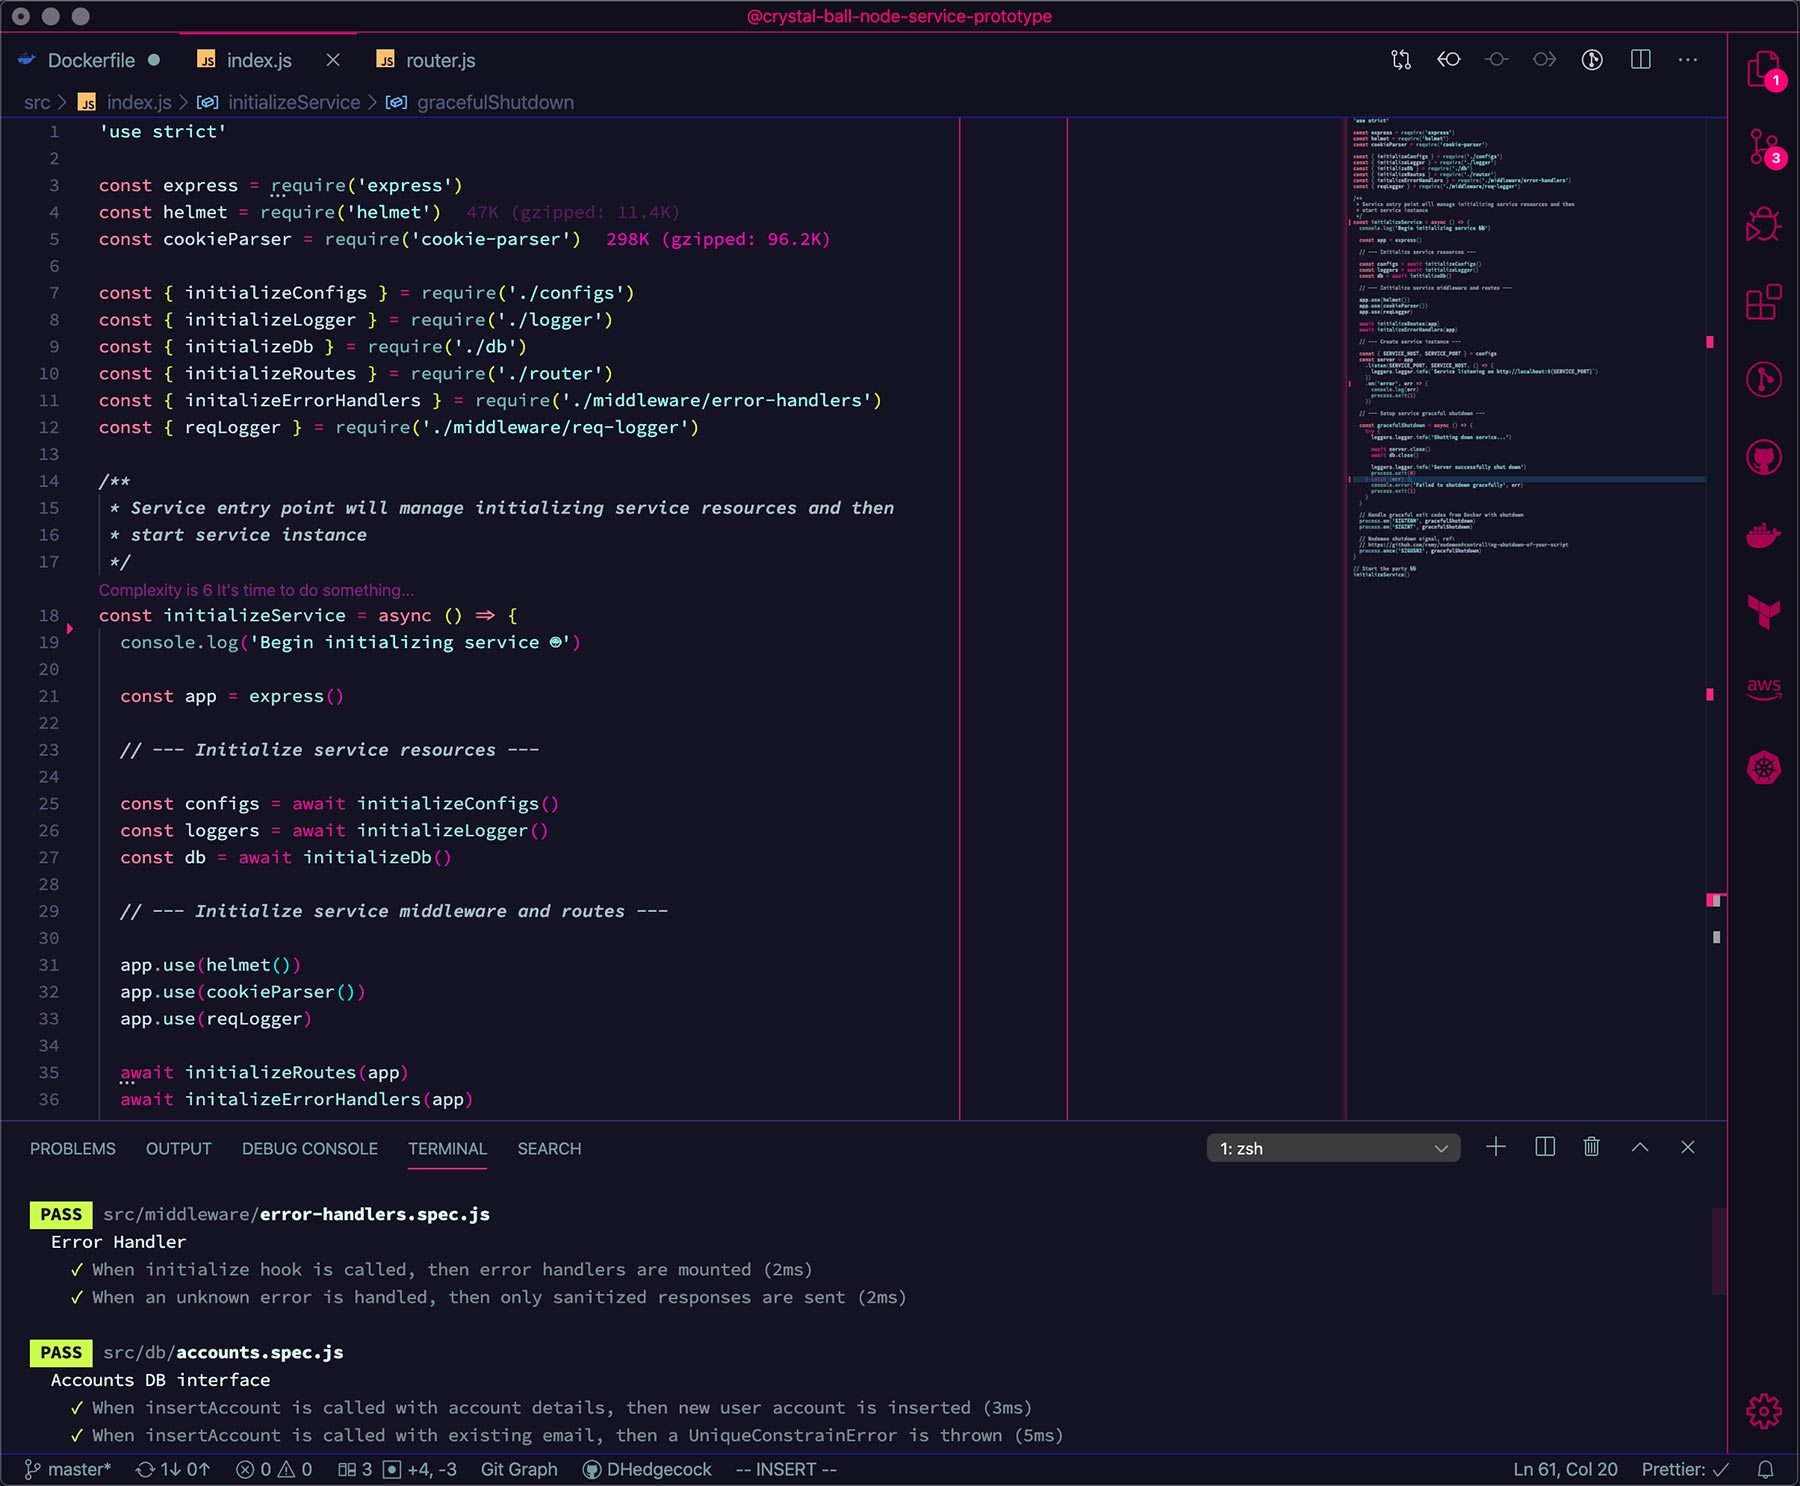 @crystal-ball-node-service-prototype
Dockerfile
JS index.js
JS router.js
src > JS index.js > initializeService > gracefulShutdown
1 'use strict'
2
3 const express = require('express')
4 const helmet = require('helmet') 47K (gzipped: 11.4K)
5 const cookieParser = require('cookie-parser') 298K (gzipped: 96.2K)
6
7 const { initializeConfigs } = require('./configs')
8 const { initializeLogger } = require('./logger')
9 const { initializeDb } = require('./db')
10 const { initializeRoutes } = require('./router')
11 const { initalizeErrorHandlers } = require('./middleware/error-handlers')
12 const { reqLogger } = require('./middleware/req-logger')
13
14 /**
15 * Service entry point will manage initializing service resources and then
16 * start service instance
17 */
Complexity is 6 It's time to do something...
18 const initializeService = async () => {
19 console.log('Begin initializing service 🤓')
20
21 const app = express()
22
23 // --- Initialize service resources ---
24
25 const configs = await initializeConfigs()
26 const loggers = await initializeLogger()
27 const db = await initializeDb()
28
29 // --- Initialize service middleware and routes ---
30
31 app.use(helmet())
32 app.use(cookieParser())
33 app.use(reqLogger)
34
35 await initializeRoutes(app)
36 await initalizeErrorHandlers(app)
1
3
aws
PROBLEMS OUTPUT DEBUG CONSOLE TERMINAL SEARCH
1: zsh
PASS src/middleware/error-handlers.spec.js
Error Handler
✓ When initialize hook is called, then error handlers are mounted (2ms)
✓ When an unknown error is handled, then only sanitized responses are sent (2ms)
PASS src/db/accounts.spec.js
Accounts DB interface
✓ When insertAccount is called with account details, then new user account is inserted (3ms)
✓ When insertAccount is called with existing email, then a UniqueConstrainError is thrown (5ms)
master* 1↓ 0↑ 0 0 3 +4, -3 Git Graph DHedgecock -- INSERT -- Ln 61, Col 20 Prettier: ✓